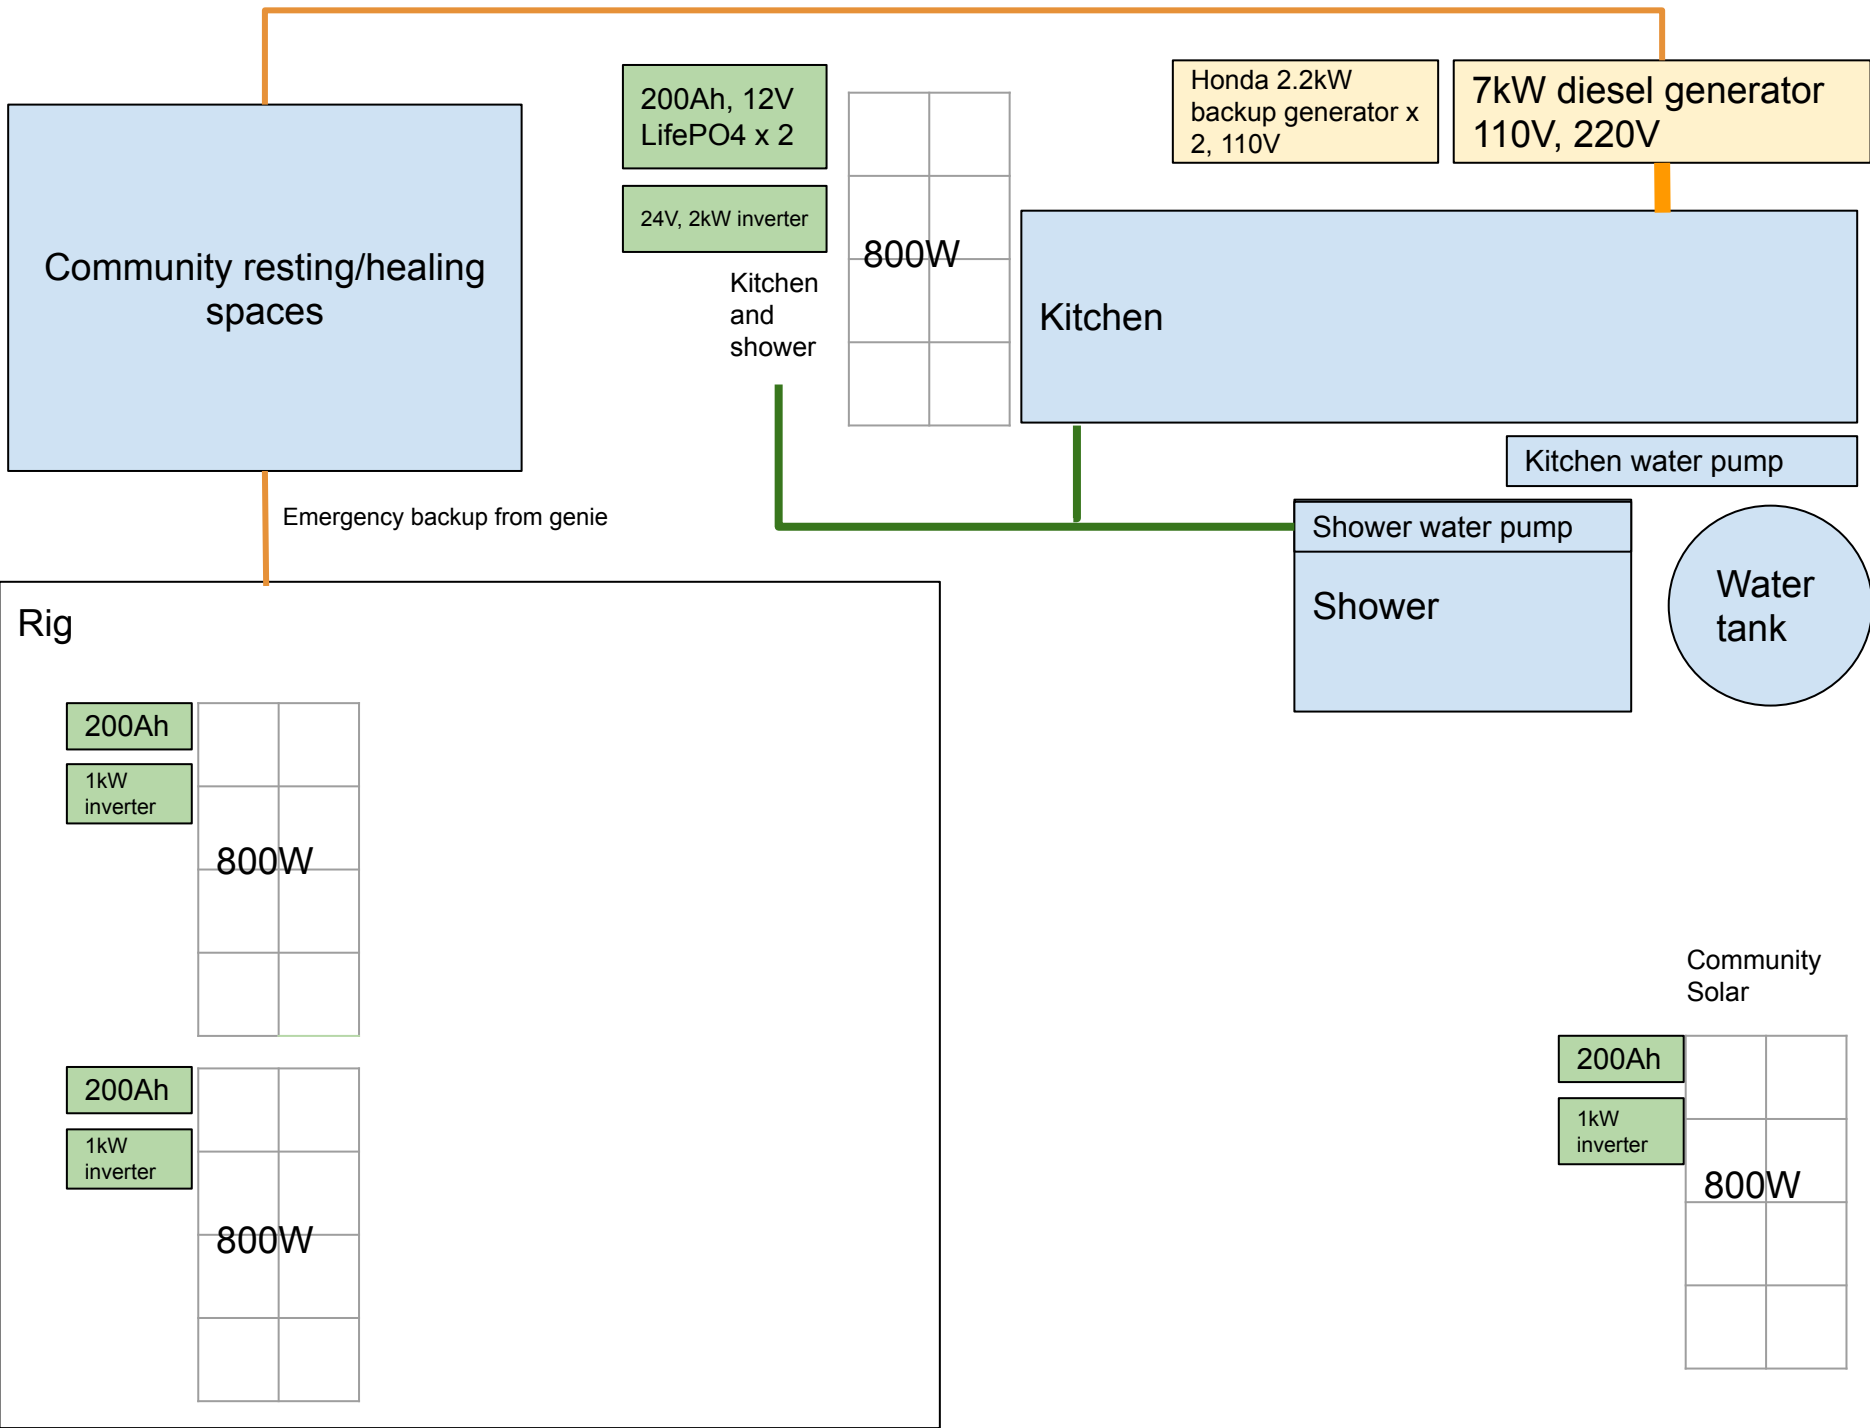 200Ah, 12V
LifePO4 x 2
Honda 2.2kW
backup generator x
2, 110V
7kW diesel generator
110V, 220V
24V, 2kW inverter
800W
Community resting/healing
spaces
Kitchen
and
shower
Kitchen
Kitchen water pump
Emergency backup from genie
Shower water pump
Shower
Water
tank
Rig
200Ah
1kW
inverter
800W
200Ah
1kW
inverter
800W
Community
Solar
200Ah
1kW
inverter
800W